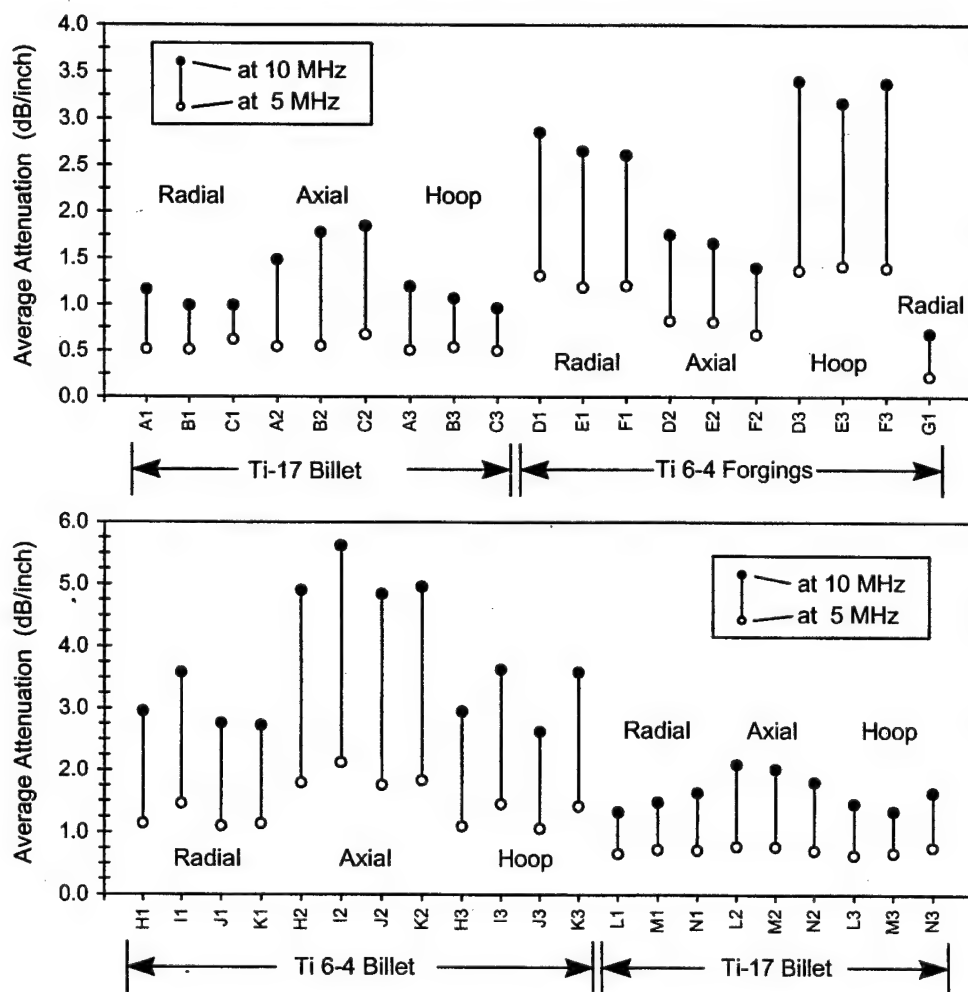 4.0
3.5
3.0
2.5
2.0
1.5
1.0
0.5
0.0
Average Attenuation (dB/inch)
at 10 MHz
at 5 MHz
Radial
Axial
Hoop
Radial
Axial
Hoop
Radial
A1 B1 C1 A2 B2 C2 A3 B3 C3 D1 E1 F1 D2 E2 F2 D3 E3 F3 G1
Ti-17 Billet
Ti 6-4 Forgings
6.0
5.0
4.0
3.0
2.0
1.0
0.0
Average Attenuation (dB/inch)
at 10 MHz
at 5 MHz
Radial
Axial
Hoop
Radial
Axial
Hoop
H1 I1 J1 K1 H2 I2 J2 K2 H3 I3 J3 K3 L1 M1 N1 L2 M2 N2 L3 M3 N3
Ti 6-4 Billet
Ti-17 Billet